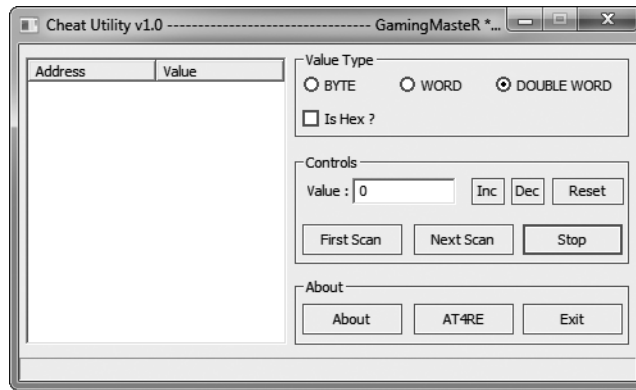 Cheat Utility v1.0 ---------------------------------- GamingMasteR *...
Address Value
Value Type
BYTE WORD DOUBLE WORD
Is Hex ?
Controls
Value : 0 Inc Dec Reset
First Scan Next Scan Stop
About
About AT4RE Exit